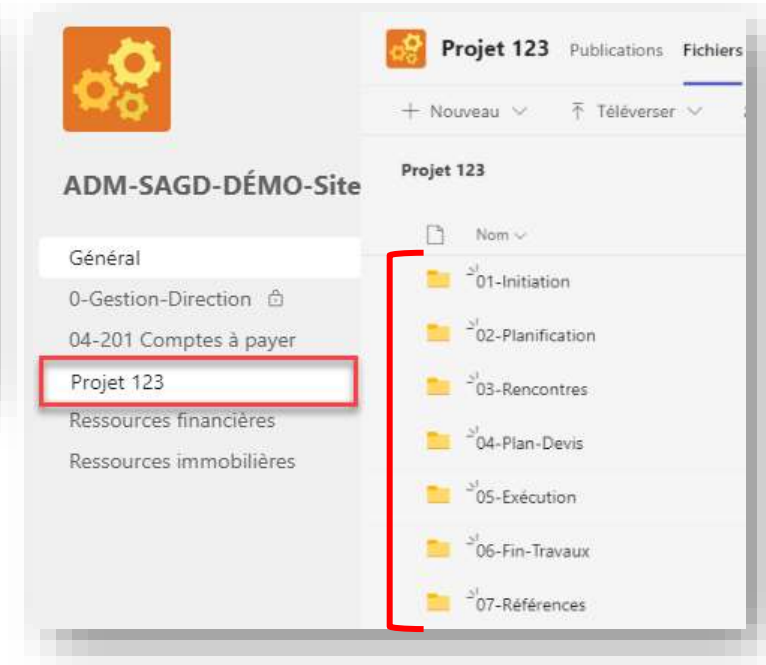 ADM-SAGD-DÉMO-Site
Général
0-Gestion-Direction
04-201 Comptes à payer
Projet 123
Ressources financières
Ressources immobilières
Projet 123 Publications Fichiers
+ Nouveau Téléverser
Projet 123
Nom
01-Initiation
02-Planification
03-Rencontres
04-Plan-Devis
05-Exécution
06-Fin-Travaux
07-Références